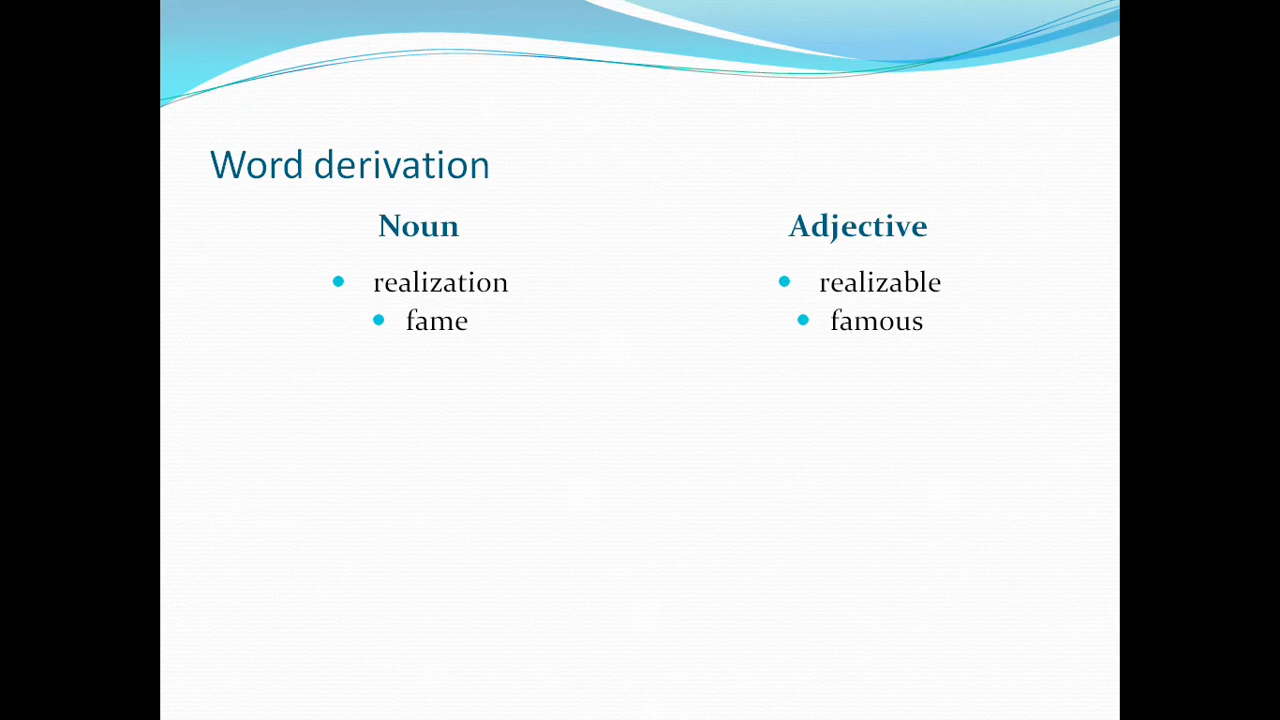 Word derivation
Noun
Adjective
realization
realizable
fame
famous